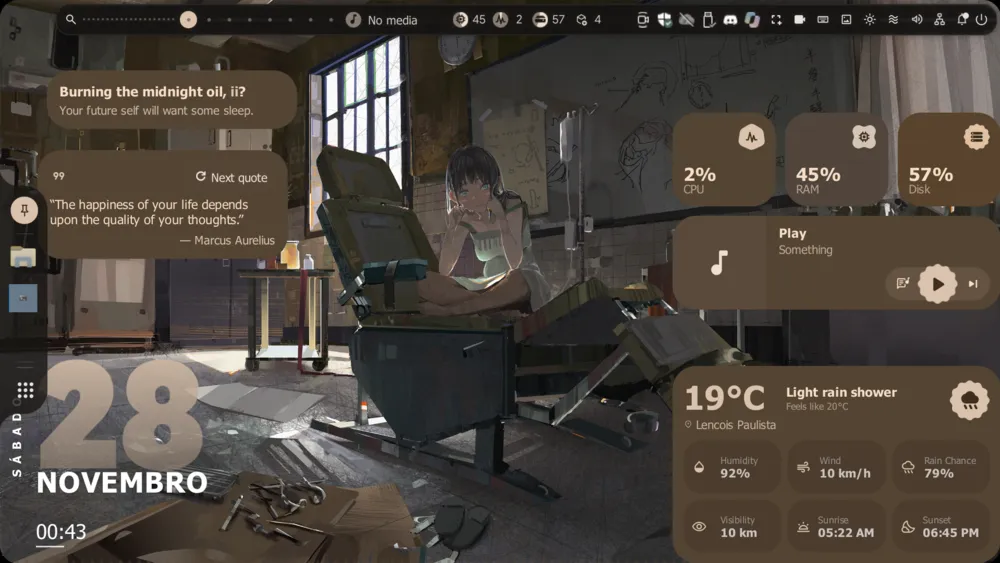 No media
45
2
57
4
Burning the midnight oil, ii?
Your future self will want some sleep.
Next quote
“The happiness of your life depends
upon the quality of your thoughts.”
— Marcus Aurelius
2%
CPU
45%
RAM
57%
Disk
Play
Something
19°C
Light rain shower
Feels like 20°C
Lencois Paulista
Humidity
92%
Wind
10 km/h
Rain Chance
79%
Visibility
10 km
Sunrise
05:22 AM
Sunset
06:45 PM
28
SÁBADO
NOVEMBRO
00:43